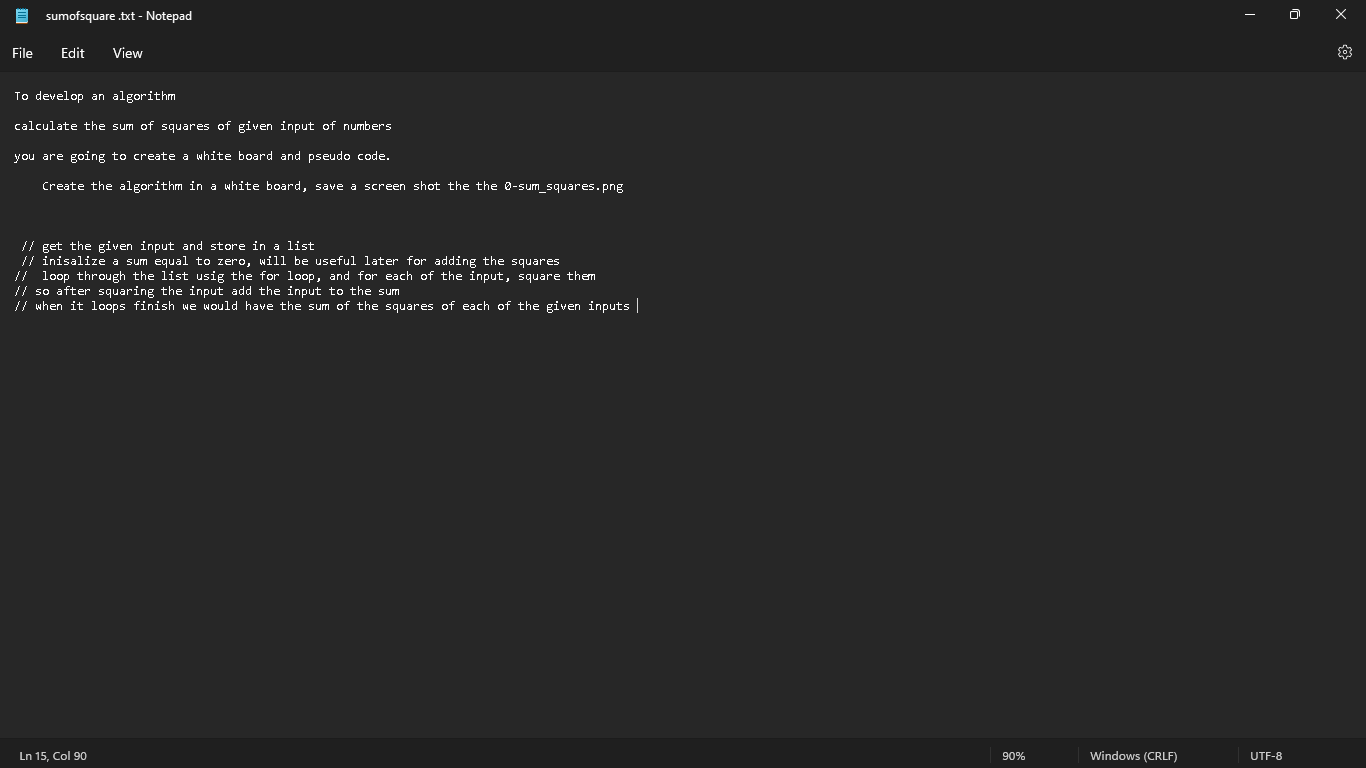 sumofsquare .txt - Notepad
File Edit View
To develop an algorithm
calculate the sum of squares of given input of numbers
you are going to create a white board and pseudo code.
Create the algorithm in a white board, save a screen shot the the 0-sum_squares.png
// get the given input and store in a list
// inisalize a sum equal to zero, will be useful later for adding the squares
// loop through the list usig the for loop, and for each of the input, square them
// so after squaring the input add the input to the sum
// when it loops finish we would have the sum of the squares of each of the given inputs
Ln 15, Col 90 90% Windows (CRLF) UTF-8